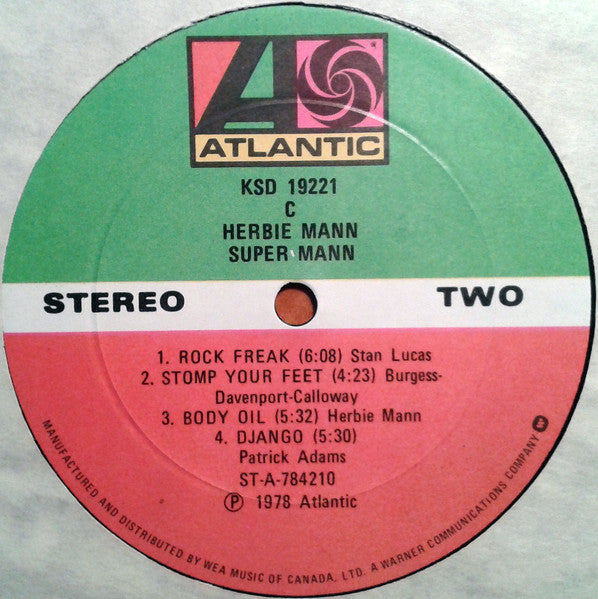 ATLANTIC
KSD 19221
C
HERBIE MANN
SUPER MANN
STEREO
TWO
1. ROCK FREAK (6:08) Stan Lucas
2. STOMP YOUR FEET (4:23) Burgess-
Davenport-Calloway
3. BODY OIL (5:32) Herbie Mann
4. DJANGO (5:30)
Patrick Adams
ST-A-784210
℗ 1978 Atlantic
MANUFACTURED AND DISTRIBUTED BY WEA MUSIC OF CANADA, LTD. A WARNER COMMUNICATIONS COMPANY